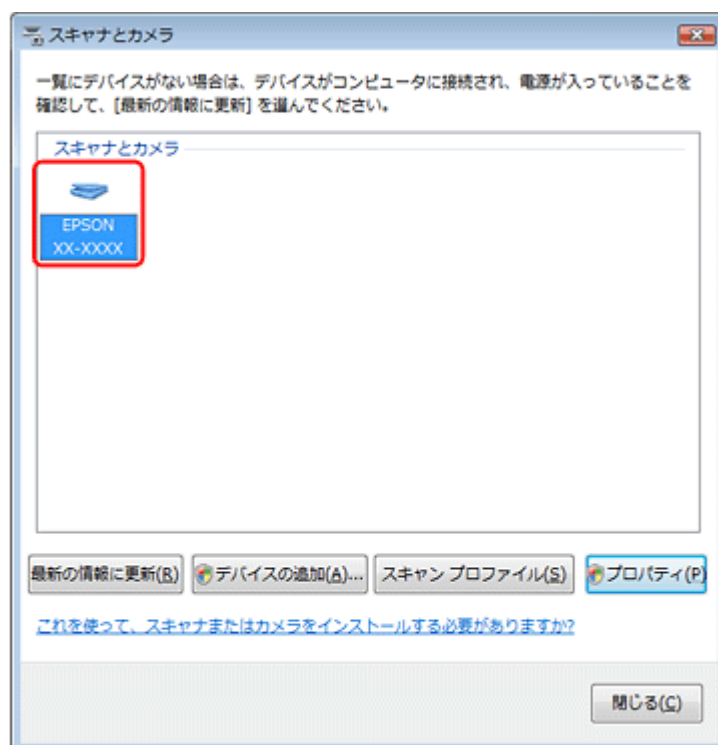 スキャナとカメラ
一覧にデバイスがない場合は、デバイスがコンピュータに接続され、電源が入っていることを
確認して、[最新の情報に更新] を選んでください。
スキャナとカメラ
EPSON
XX-XXXX
最新の情報に更新(R)
デバイスの追加(A)...
スキャン プロファイル(S)
プロパティ(P
これを使って、スキャナまたはカメラをインストールする必要がありますか?
閉じる(C)